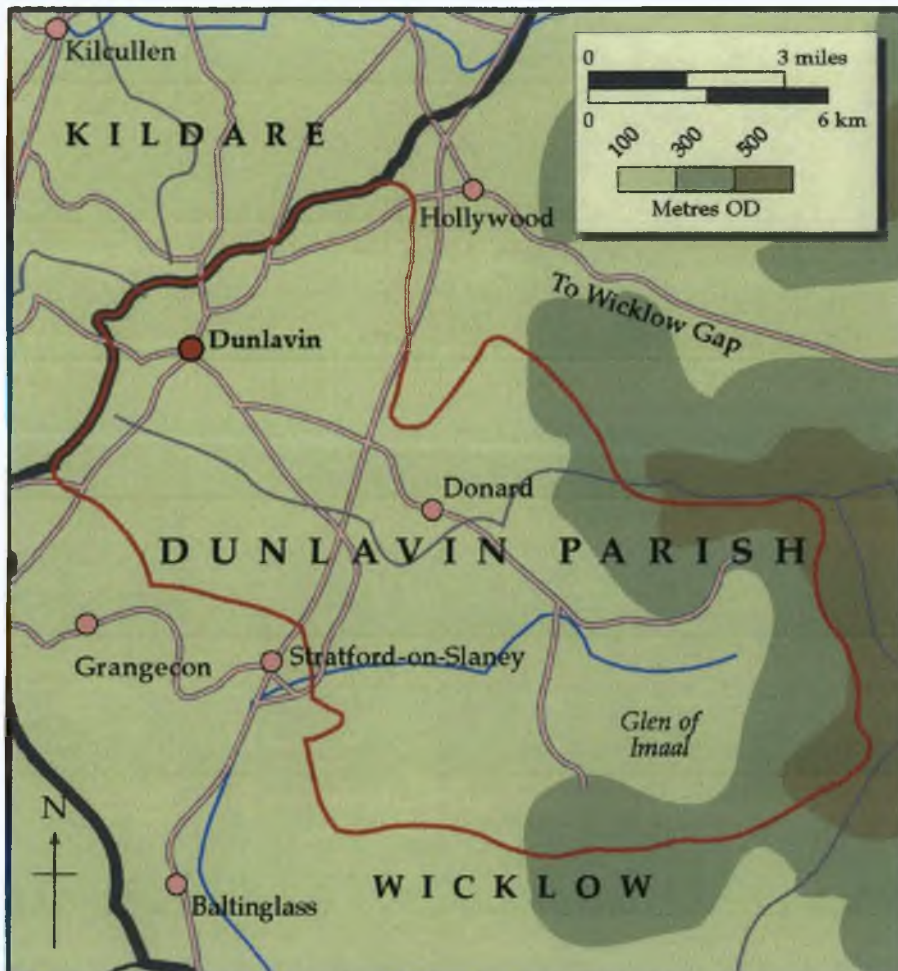 Kilcullen
KILDARE
0 3 miles
0 6 km
100 300 500
Metres OD
Hollywood
To Wicklow Gap
Dunlavin
Donard
DUNLAVIN PARISH
Grangecon
Stratford-on-Slaney
Glen of
Imaal
N
WICKLOW
Baltinglass